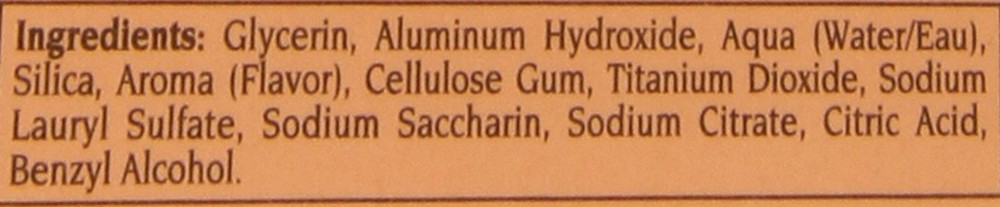 Ingredients: Glycerin, Aluminum Hydroxide, Aqua (Water/Eau),
Silica, Aroma (Flavor), Cellulose Gum, Titanium Dioxide, Sodium
Lauryl Sulfate, Sodium Saccharin, Sodium Citrate, Citric Acid,
Benzyl Alcohol.